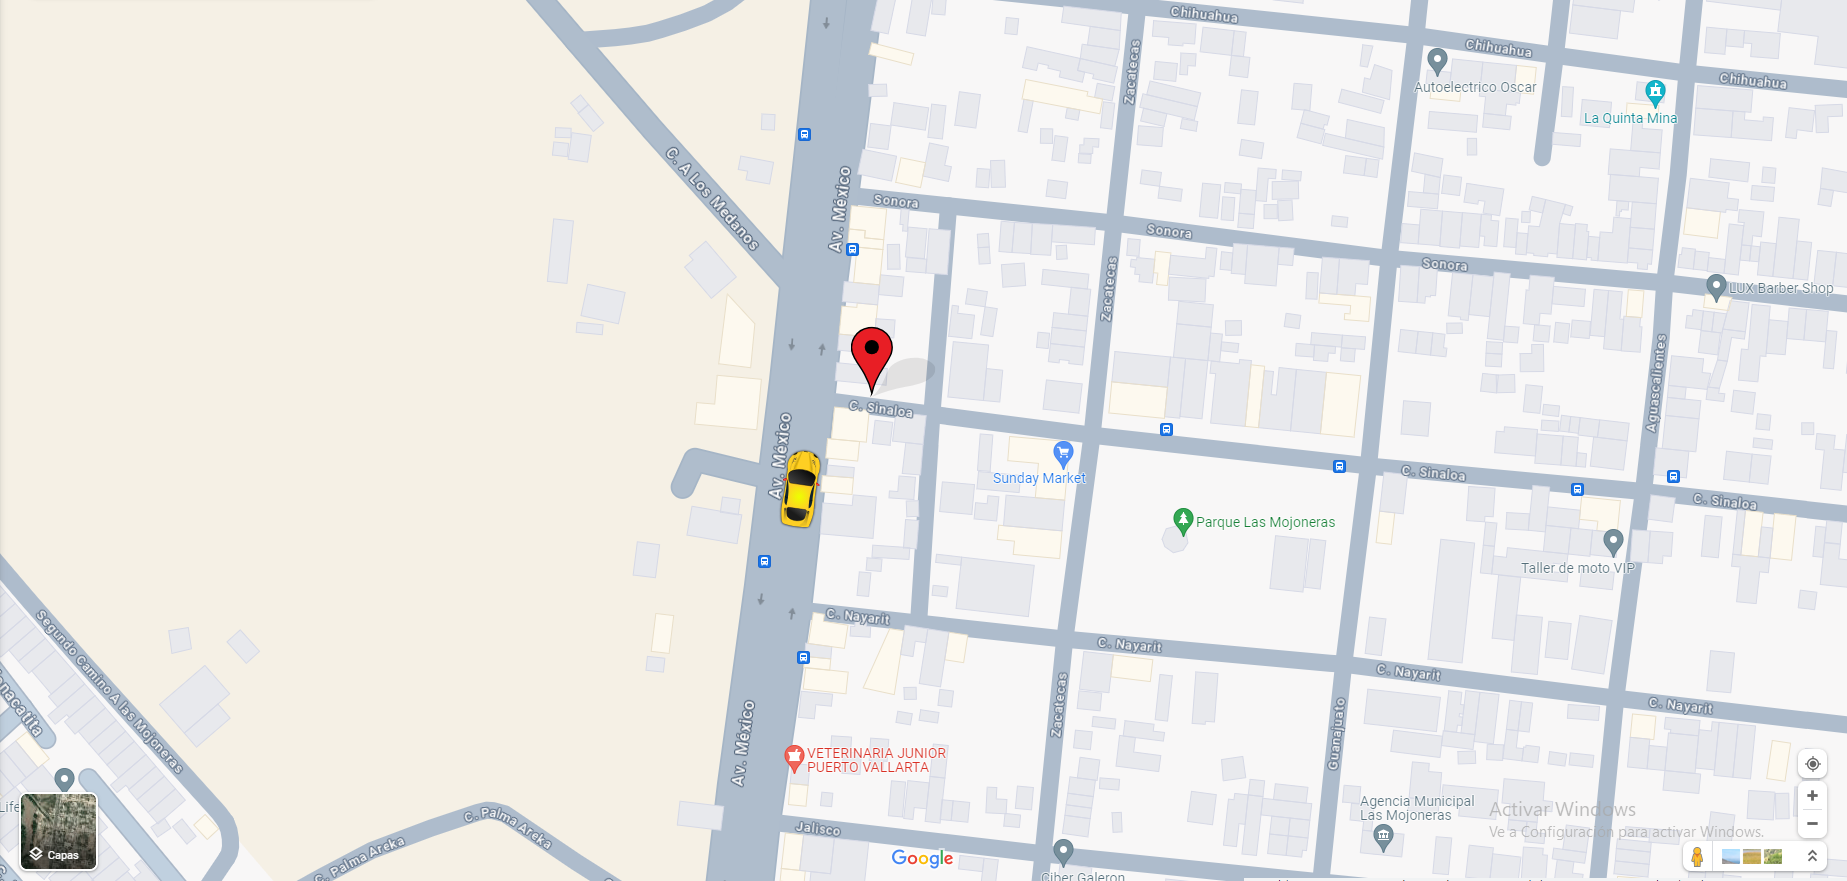 Chihuahua
Chihuahua
Chihuahua
Zacatecas
Autoelectrico Oscar
La Quinta Mina
C. A Los Medanos
Av. México
Sonora
Sonora
Sonora
Zacatecas
LUX Barber Shop
Aguascalientes
C. Sinaloa
Av. México
Sunday Market
C. Sinaloa
C. Sinaloa
Parque Las Mojoneras
Taller de moto VIP
C. Nayarit
C. Nayarit
C. Nayarit
C. Nayarit
Segundo Camino A las Mojoneras
Zacatecas
Guanajuato
Av. México
VETERINARIA JUNIOR
PUERTO VALLARTA
Agencia Municipal
Las Mojoneras
Activar Windows
Ve a Configuración para activar Windows.
Life
C. Palma Areka
C. Palma Areka
Jalisco
Capas
Google
Ciber Galeron